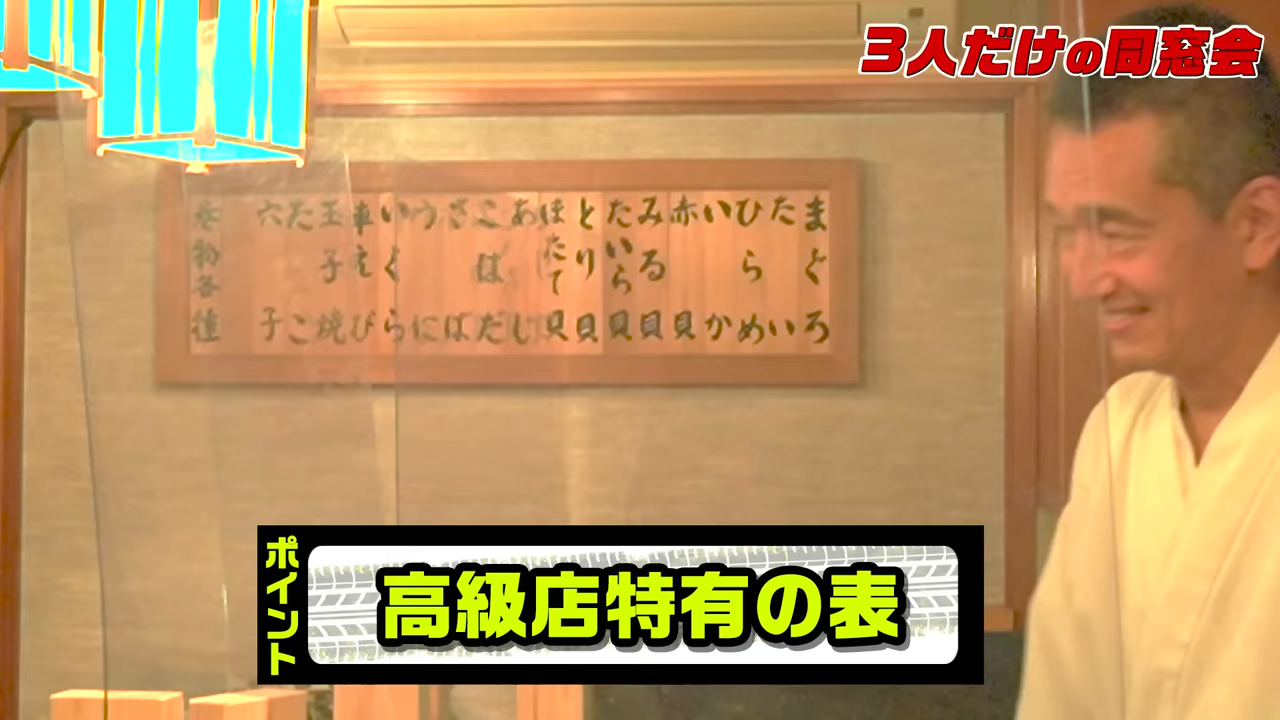 3人だけの同窓会
まぐろ
たい
ひらめ
いか
赤貝
みる貝
たいら貝
とり貝
ほたて貝
あじ
こはだ
さば
うに
いくら
車えび
玉子焼
たこ
穴子
巻物各種
ポイント
高級店特有の表